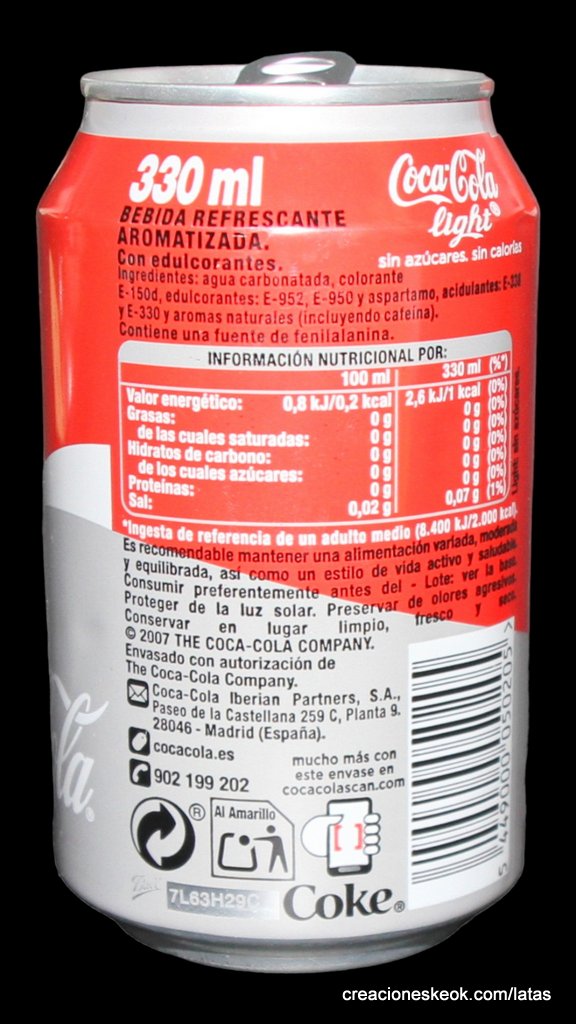 330 ml
Coca-Cola
light®
sin azúcares. sin calorías
BEBIDA REFRESCANTE
AROMATIZADA.
Con edulcorantes.
Ingredientes: agua carbonatada, colorante
E-150d, edulcorantes: E-952, E-950 y aspartamo, acidulantes: E-338
y E-330 y aromas naturales (incluyendo cafeína).
Contiene una fuente de fenilalanina.
INFORMACIÓN NUTRICIONAL POR:
100 ml 330 ml (%*)
Valor energético: 0,8 kJ/0,2 kcal 2,6 kJ/1 kcal (0%)
Grasas: 0 g 0 g (0%)
de las cuales saturadas: 0 g 0 g (0%)
Hidratos de carbono: 0 g 0 g (0%)
de los cuales azúcares: 0 g 0 g (0%)
Proteínas: 0 g 0 g (0%)
Sal: 0,02 g 0,07 g (1%)
Light: sin azúcares.
*Ingesta de referencia de un adulto medio (8.400 kJ/2.000 kcal).
Es recomendable mantener una alimentación variada, moderada
y equilibrada, así como un estilo de vida activo y saludable.
Consumir preferentemente antes del - Lote: ver la base.
Proteger de la luz solar. Preservar de olores agresivos.
Conservar en lugar limpio, fresco y seco.
© 2007 THE COCA-COLA COMPANY.
Envasado con autorización de
The Coca-Cola Company.
Coca-Cola Iberian Partners, S.A.,
Paseo de la Castellana 259 C, Planta 9.
28046 - Madrid (España).
cocacola.es
902 199 202
mucho más con
este envase en
cocacolascan.com
®
Al Amarillo
7L63H29C
Coke®
5 449000 050205 >
la.
creacioneskeok.com/latas